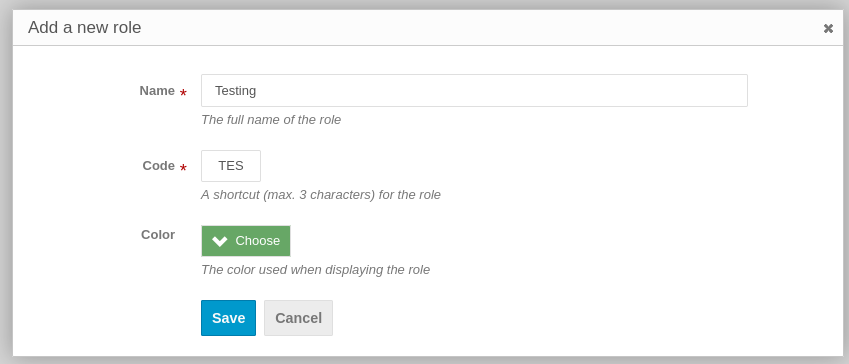 Add a new role
Name *
Testing
The full name of the role
Code *
TES
A shortcut (max. 3 characters) for the role
Color
Choose
The color used when displaying the role
Save
Cancel